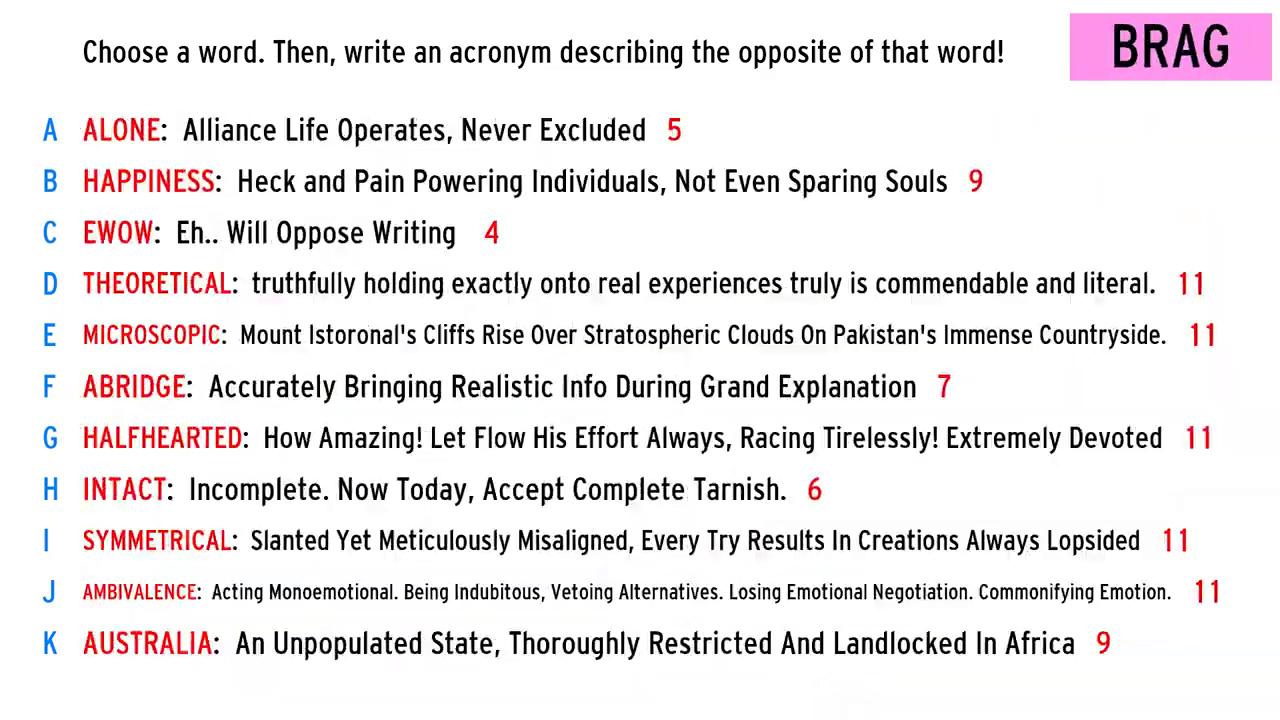 Choose a word. Then, write an acronym describing the opposite of that word!
BRAG
A ALONE: Alliance Life Operates, Never Excluded 5
B HAPPINESS: Heck and Pain Powering Individuals, Not Even Sparing Souls 9
C EWOW: Eh.. Will Oppose Writing 4
D THEORETICAL: truthfully holding exactly onto real experiences truly is commendable and literal. 11
E MICROSCOPIC: Mount Istoronal's Cliffs Rise Over Stratospheric Clouds On Pakistan's Immense Countryside. 11
F ABRIDGE: Accurately Bringing Realistic Info During Grand Explanation 7
G HALFHEARTED: How Amazing! Let Flow His Effort Always, Racing Tirelessly! Extremely Devoted 11
H INTACT: Incomplete. Now Today, Accept Complete Tarnish. 6
I SYMMETRICAL: Slanted Yet Meticulously Misaligned, Every Try Results In Creations Always Lopsided 11
J AMBIVALENCE: Acting Monoemotional. Being Indubitous, Vetoing Alternatives. Losing Emotional Negotiation. Commonifying Emotion. 11
K AUSTRALIA: An Unpopulated State, Thoroughly Restricted And Landlocked In Africa 9